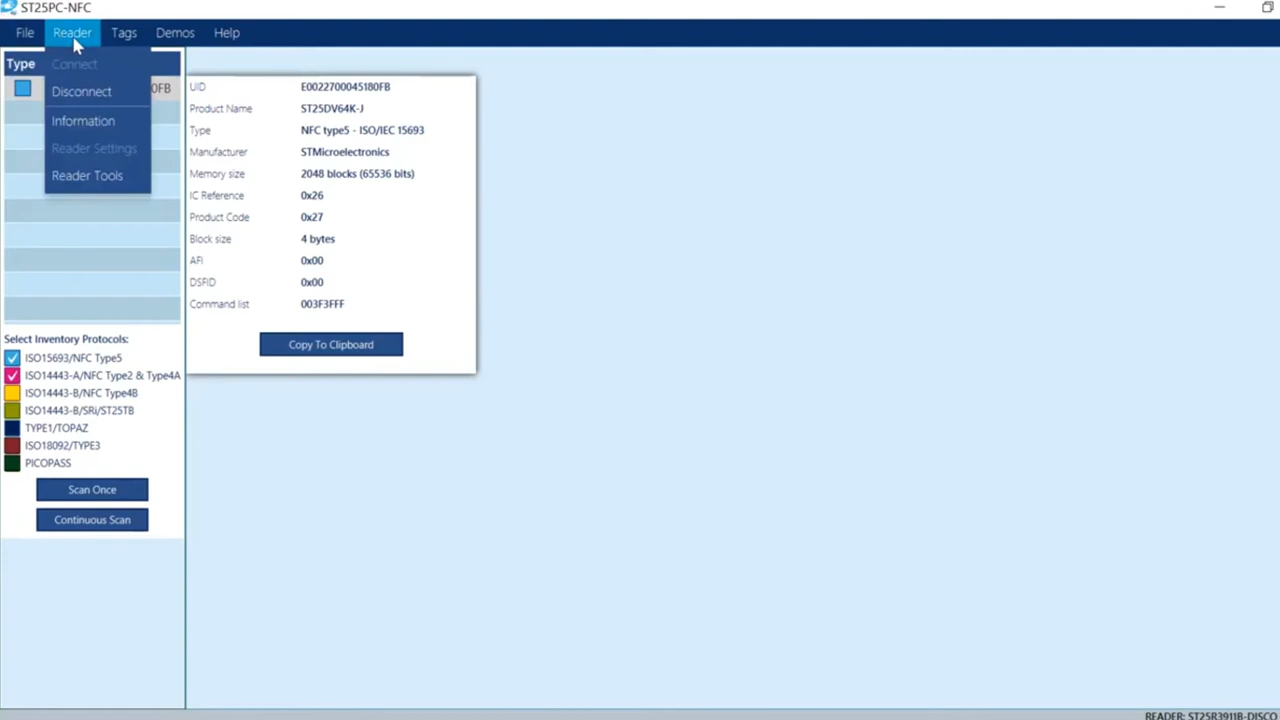 ST25PC-NFC
File Reader Tags Demos Help
Type
Connect
Disconnect
Information
Reader Settings
Reader Tools
0FB
UID E0022700045180FB
Product Name ST25DV64K-J
Type NFC type5 - ISO/IEC 15693
Manufacturer STMicroelectronics
Memory size 2048 blocks (65536 bits)
IC Reference 0x26
Product Code 0x27
Block size 4 bytes
AFI 0x00
DSFID 0x00
Command list 003F3FFF
Copy To Clipboard
Select Inventory Protocols:
ISO15693/NFC Type5
ISO14443-A/NFC Type2 & Type4A
ISO14443-B/NFC Type4B
ISO14443-B/SRi/ST25TB
TYPE1/TOPAZ
ISO18092/TYPE3
PICOPASS
Scan Once
Continuous Scan
READER: ST25R3911B-DISCO